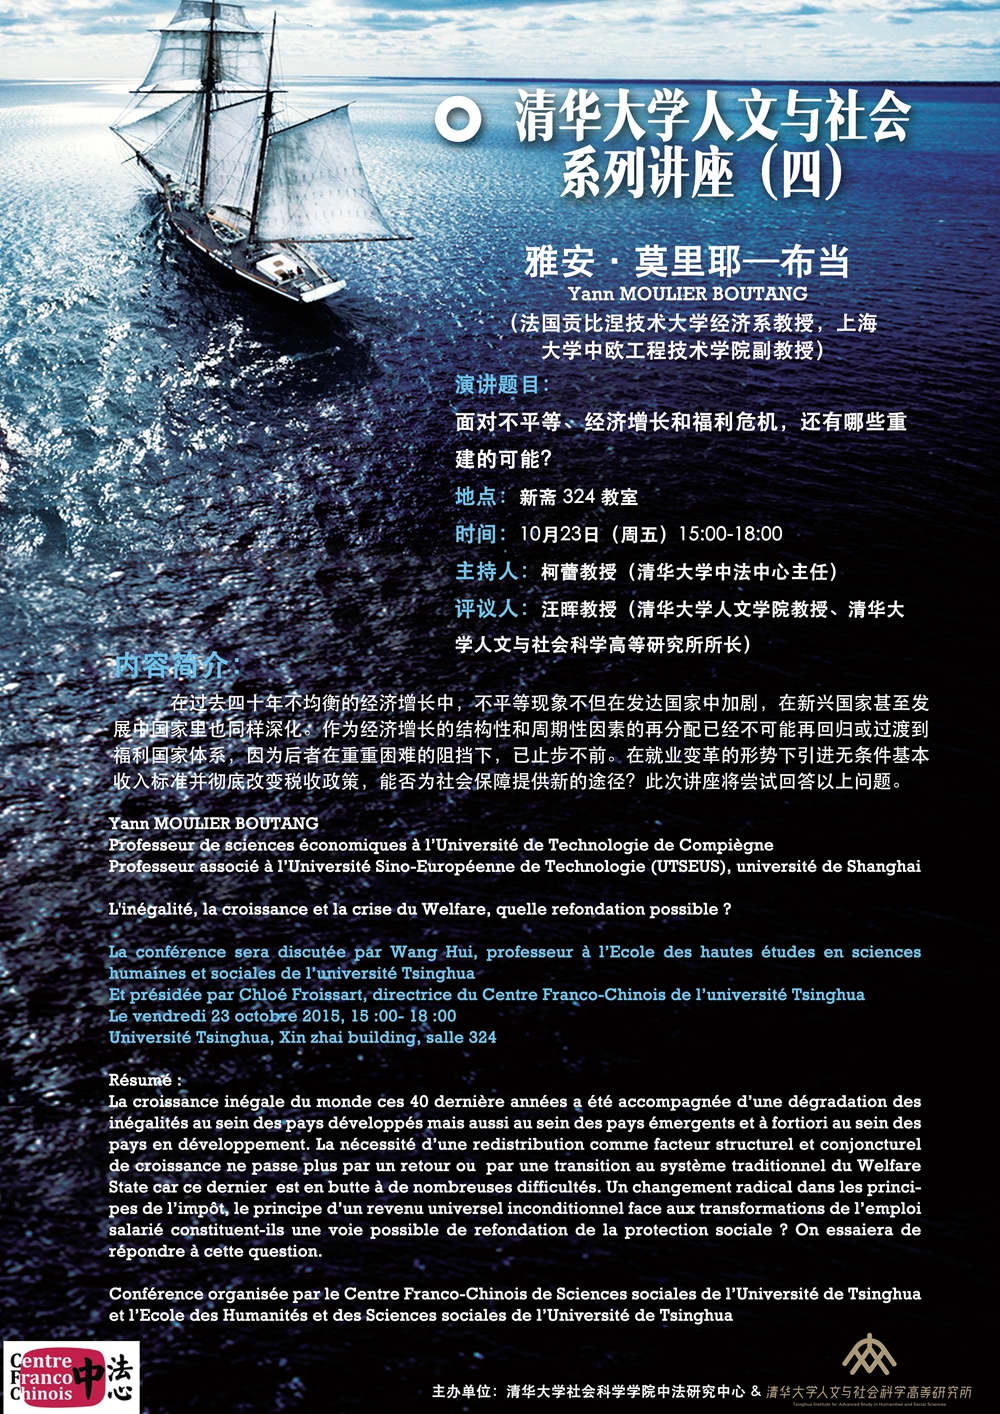 清华大学人文与社会
系列讲座（四）
雅安·莫里耶—布当
Yann MOULIER BOUTANG
（法国贡比涅技术大学经济系教授，上海
大学中欧工程技术学院副教授）
演讲题目：
面对不平等、经济增长和福利危机，还有哪些重
建的可能？
地点：新斋 324 教室
时间：10月23日（周五）15:00-18:00
主持人：柯蕾教授（清华大学中法中心主任）
评议人：汪晖教授（清华大学人文学院教授、清华大
学人文与社会科学高等研究所所长）
内容简介：
在过去四十年不均衡的经济增长中，不平等现象不但在发达国家中加剧，在新兴国家甚至发
展中国家里也同样深化。作为经济增长的结构性和周期性因素的再分配已经不可能再回归或过渡到
福利国家体系，因为后者在重重困难的阻挡下，已止步不前。在就业变革的形势下引进无条件基本
收入标准并彻底改变税收政策，能否为社会保障提供新的途径？此次讲座将尝试回答以上问题。
Yann MOULIER BOUTANG
Professeur de sciences économiques à l'Université de Technologie de Compiègne
Professeur associé à l'Université Sino-Européenne de Technologie (UTSEUS), université de Shanghai
L'inégalité, la croissance et la crise du Welfare, quelle refondation possible ?
La conférence sera discutée par Wang Hui, professeur à l'Ecole des hautes études en sciences
humaines et sociales de l'université Tsinghua
Et présidée par Chloé Froissart, directrice du Centre Franco-Chinois de l'université Tsinghua
Le vendredi 23 octobre 2015, 15 :00- 18 :00
Université Tsinghua, Xin zhai building, salle 324
Résumé :
La croissance inégale du monde ces 40 dernière années a été accompagnée d'une dégradation des
inégalités au sein des pays développés mais aussi au sein des pays émergents et à fortiori au sein des
pays en développement. La nécessité d'une redistribution comme facteur structurel et conjoncturel
de croissance ne passe plus par un retour ou par une transition au système traditionnel du Welfare
State car ce dernier est en butte à de nombreuses difficultés. Un changement radical dans les princi-
pes de l'impôt, le principe d'un revenu universel inconditionnel face aux transformations de l'emploi
salarié constituent-ils une voie possible de refondation de la protection sociale ? On essaiera de
répondre à cette question.
Conférence organisée par le Centre Franco-Chinois de Sciences sociales de l'Université de Tsinghua
et l'Ecole des Humanités et des Sciences sociales de l'Université de Tsinghua
Centre
Franco
Chinois
中法心
主办单位：清华大学社会科学学院中法研究中心 & 清华大学人文与社会科学高等研究所
Tsinghua Institute for Advanced Study in Humanities and Social Sciences